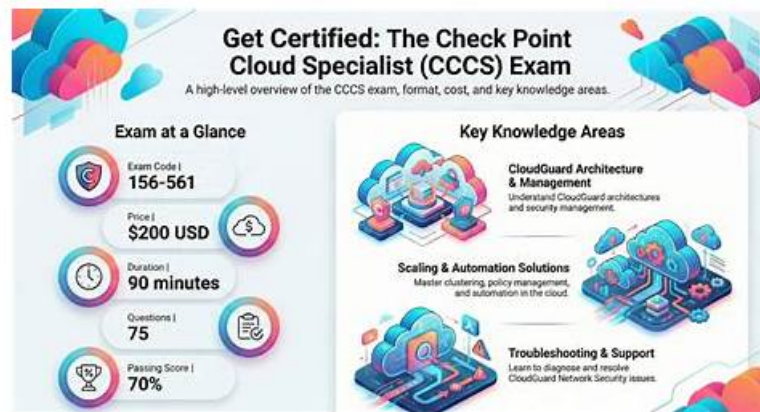 Get Certified: The Check Point
Cloud Specialist (CCCS) Exam
A high-level overview of the CCCS exam, format, cost, and key knowledge areas.
Exam at a Glance
Exam Code |
156-561
Price |
$200 USD
Duration |
90 minutes
Questions |
75
Passing Score |
70%
Key Knowledge Areas
CloudGuard Architecture
& Management
Understand CloudGuard architectures
and security management.
Scaling & Automation Solutions
Master clustering, policy management,
and automation in the cloud.
Troubleshooting & Support
Learn to diagnose and resolve
CloudGuard Network Security issues.